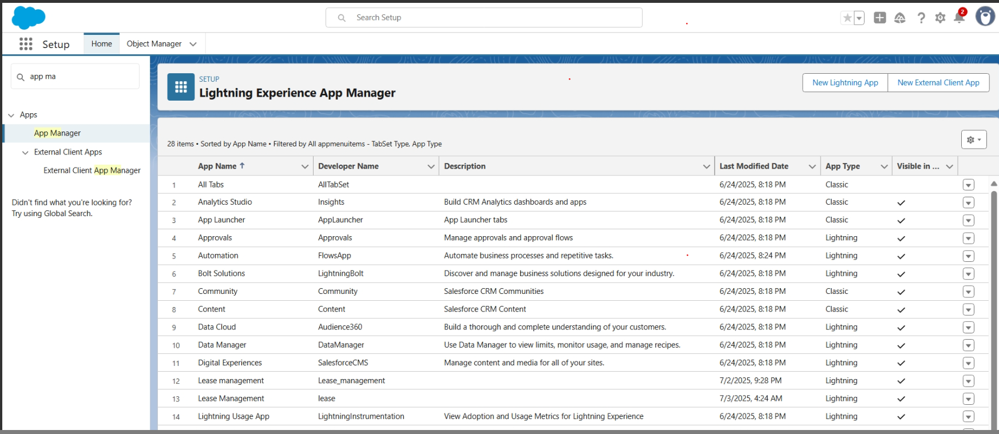 Search Setup
2
Setup
Home
Object Manager
app ma
Apps
App Manager
External Client Apps
External Client App Manager
Didn't find what you're looking for?
Try using Global Search.
SETUP
Lightning Experience App Manager
New Lightning App
New External Client App
28 items • Sorted by App Name • Filtered by All appmenuitems - TabSet Type, App Type
App Name ↑ Developer Name Description Last Modified Date App Type Visible in ...
1 All Tabs AllTabSet 6/24/2025, 8:18 PM Classic
2 Analytics Studio Insights Build CRM Analytics dashboards and apps 6/24/2025, 8:18 PM Classic
3 App Launcher AppLauncher App Launcher tabs 6/24/2025, 8:18 PM Classic
4 Approvals Approvals Manage approvals and approval flows 6/24/2025, 8:18 PM Lightning
5 Automation FlowsApp Automate business processes and repetitive tasks. 6/24/2025, 8:24 PM Lightning
6 Bolt Solutions LightningBolt Discover and manage business solutions designed for your industry. 6/24/2025, 8:18 PM Lightning
7 Community Community Salesforce CRM Communities 6/24/2025, 8:18 PM Classic
8 Content Content Salesforce CRM Content 6/24/2025, 8:18 PM Classic
9 Data Cloud Audience360 Build a thorough and complete understanding of your customers. 6/24/2025, 8:18 PM Lightning
10 Data Manager DataManager Use Data Manager to view limits, monitor usage, and manage recipes. 6/24/2025, 8:18 PM Lightning
11 Digital Experiences SalesforceCMS Manage content and media for all of your sites. 6/24/2025, 8:18 PM Lightning
12 Lease management Lease_management 7/2/2025, 9:28 PM Lightning
13 Lease Management lease 7/3/2025, 4:24 AM Lightning
14 Lightning Usage App LightningInstrumentation View Adoption and Usage Metrics for Lightning Experience 6/24/2025, 8:18 PM Lightning